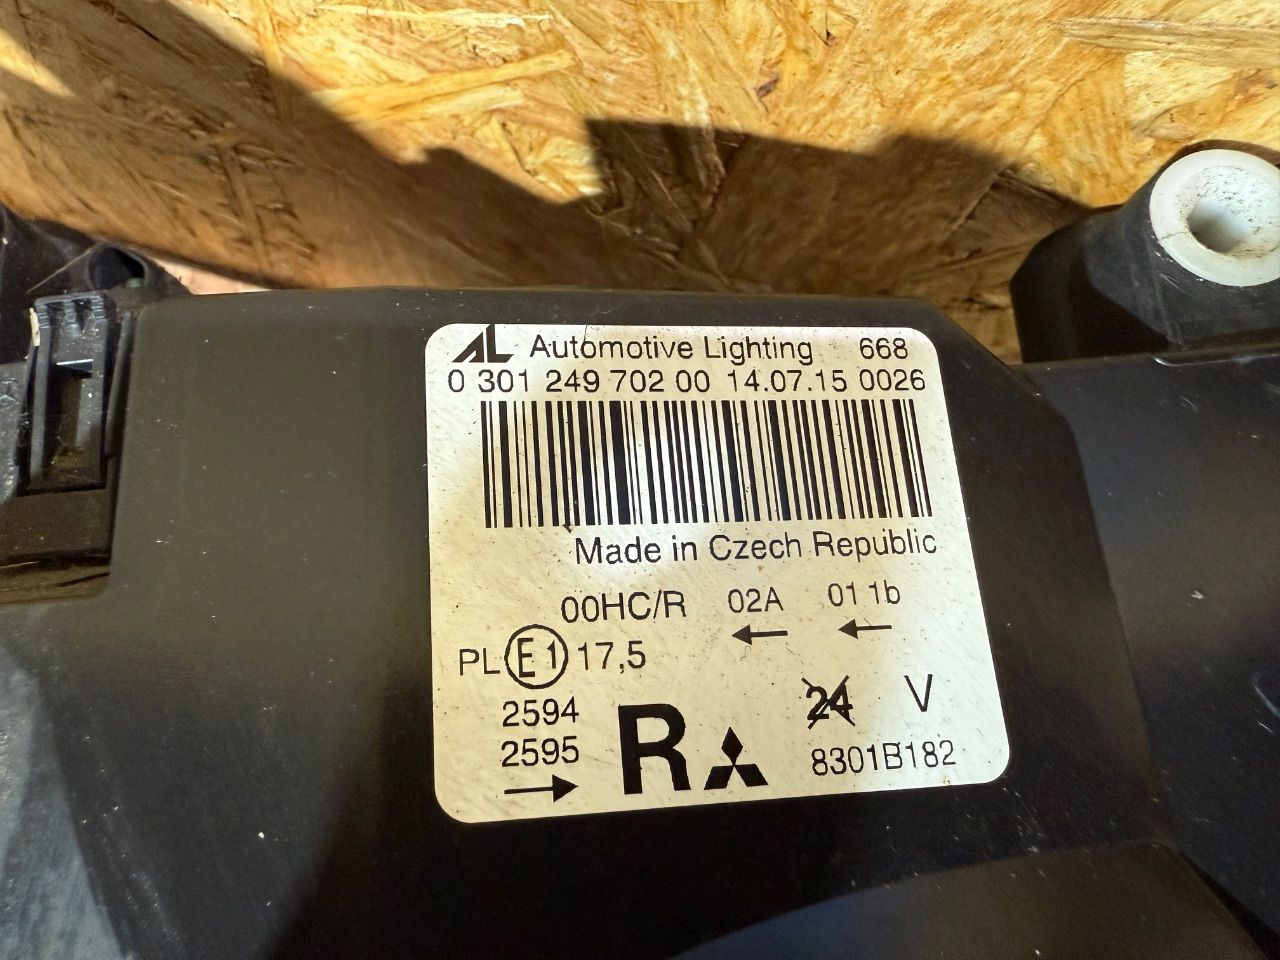 AL Automotive Lighting 668
0 301 249 702 00 14.07.15 0026
Made in Czech Republic
00HC/R 02A 01 1b
PL E1 17,5
2594
2595
R 24 V
8301B182